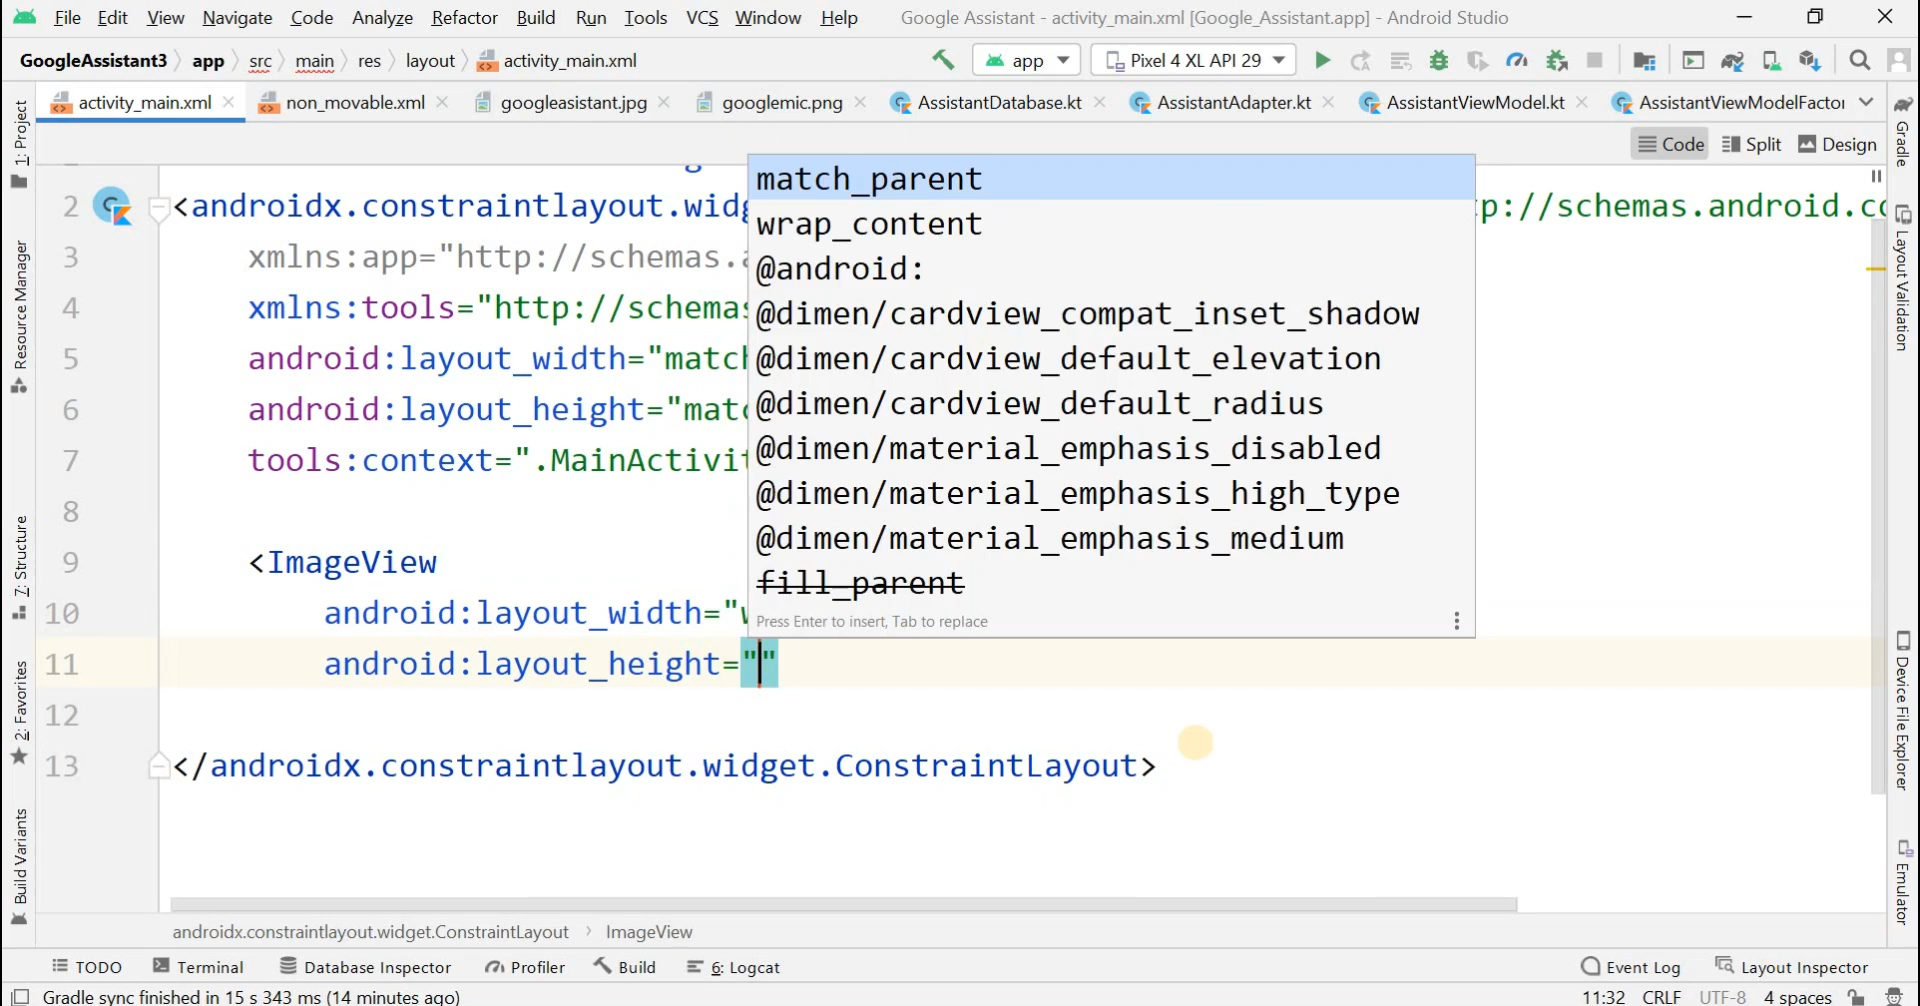 File Edit View Navigate Code Analyze Refactor Build Run Tools VCS Window Help Google Assistant - activity_main.xml [Google_Assistant.app] - Android Studio
GoogleAssistant3 app src main res layout activity_main.xml app Pixel 4 XL API 29
activity_main.xml non_movable.xml googleasistant.jpg googlemic.png AssistantDatabase.kt AssistantAdapter.kt AssistantViewModel.kt AssistantViewModelFactor
Code Split Design
match_parent
2 <androidx.constraintlayout.widg p://schemas.android.co
wrap_content
3 xmlns:app="http://schemas.a
@android:
4 xmlns:tools="http://schemas
@dimen/cardview_compat_inset_shadow
5 android:layout_width="match
@dimen/cardview_default_elevation
6 android:layout_height="matc
@dimen/cardview_default_radius
7 tools:context=".MainActivit
@dimen/material_emphasis_disabled
8
@dimen/material_emphasis_high_type
@dimen/material_emphasis_medium
9 <ImageView
fill_parent
10 android:layout_width="w
Press Enter to insert, Tab to replace
11 android:layout_height=""
12
13 </androidx.constraintlayout.widget.ConstraintLayout>
androidx.constraintlayout.widget.ConstraintLayout ImageView
TODO Terminal Database Inspector Profiler Build 6: Logcat Event Log Layout Inspector
Gradle sync finished in 15 s 343 ms (14 minutes ago) 11:32 CRLF UTF-8 4 spaces
1: Project
Resource Manager
7: Structure
2: Favorites
Build Variants
Gradle
Layout Validation
Device File Explorer
Emulator